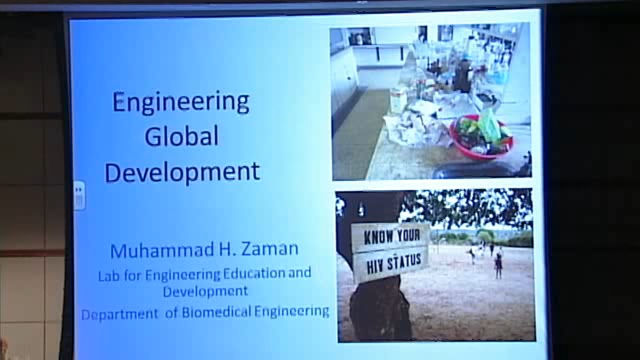 Engineering
Global
Development
Muhammad H. Zaman
Lab for Engineering Education and
Development
Department of Biomedical Engineering
KNOW YOUR
HIV STATUS